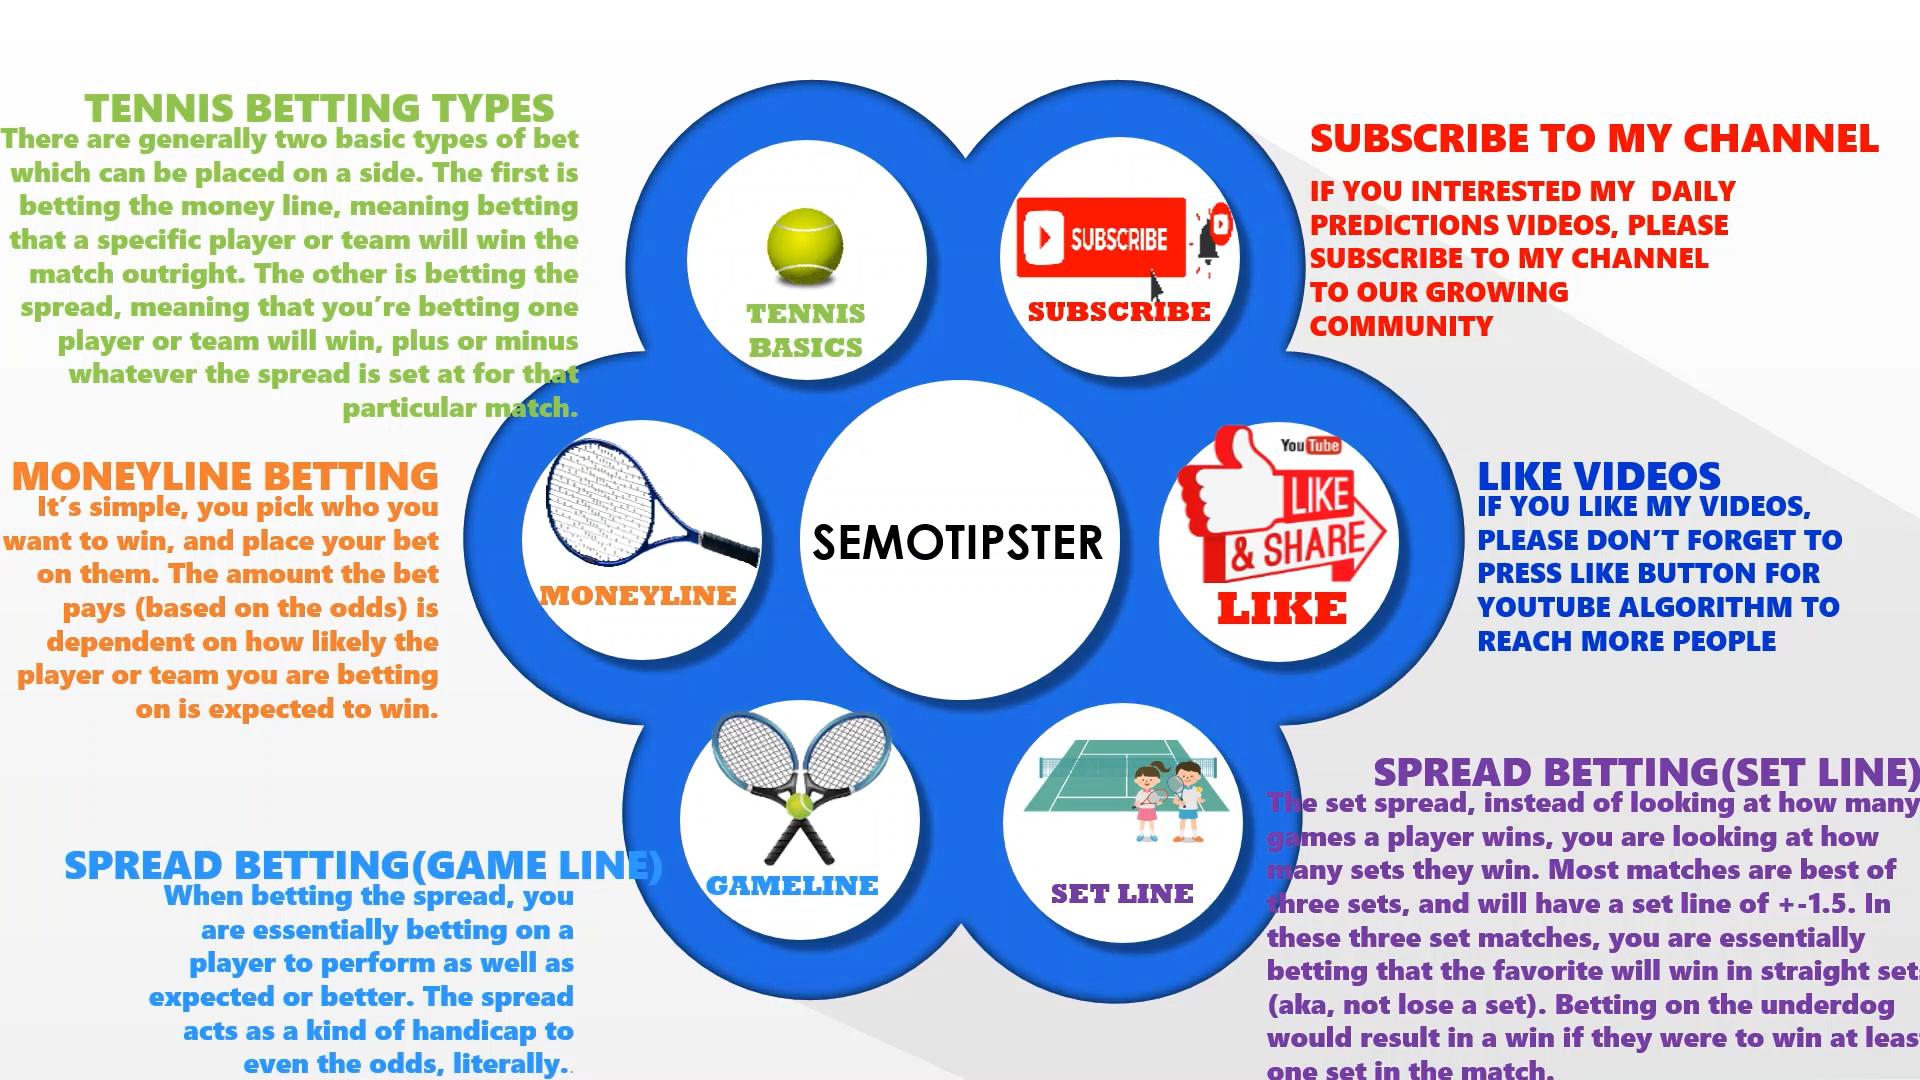 TENNIS BETTING TYPES
There are generally two basic types of bet
which can be placed on a side. The first is
betting the money line, meaning betting
that a specific player or team will win the
match outright. The other is betting the
spread, meaning that you’re betting one
player or team will win, plus or minus
whatever the spread is set at for that
particular match.
MONEYLINE BETTING
It’s simple, you pick who you
want to win, and place your bet
on them. The amount the bet
pays (based on the odds) is
dependent on how likely the
player or team you are betting
on is expected to win.
SPREAD BETTING(GAME LINE)
When betting the spread, you
are essentially betting on a
player to perform as well as
expected or better. The spread
acts as a kind of handicap to
even the odds, literally..
TENNIS
BASICS
SUBSCRIBE
SUBSCRIBE
MONEYLINE
SEMOTIPSTER
YouTube
LIKE
& SHARE
LIKE
GAMELINE
SET LINE
SUBSCRIBE TO MY CHANNEL
IF YOU INTERESTED MY  DAILY
PREDICTIONS VIDEOS, PLEASE
SUBSCRIBE TO MY CHANNEL
TO OUR GROWING
COMMUNITY
LIKE VIDEOS
IF YOU LIKE MY VIDEOS,
PLEASE DON’T FORGET TO
PRESS LIKE BUTTON FOR
YOUTUBE ALGORITHM TO
REACH MORE PEOPLE
SPREAD BETTING(SET LINE)
The set spread, instead of looking at how many
games a player wins, you are looking at how
many sets they win. Most matches are best of
three sets, and will have a set line of +-1.5. In
these three set matches, you are essentially
betting that the favorite will win in straight sets
(aka, not lose a set). Betting on the underdog
would result in a win if they were to win at least
one set in the match.